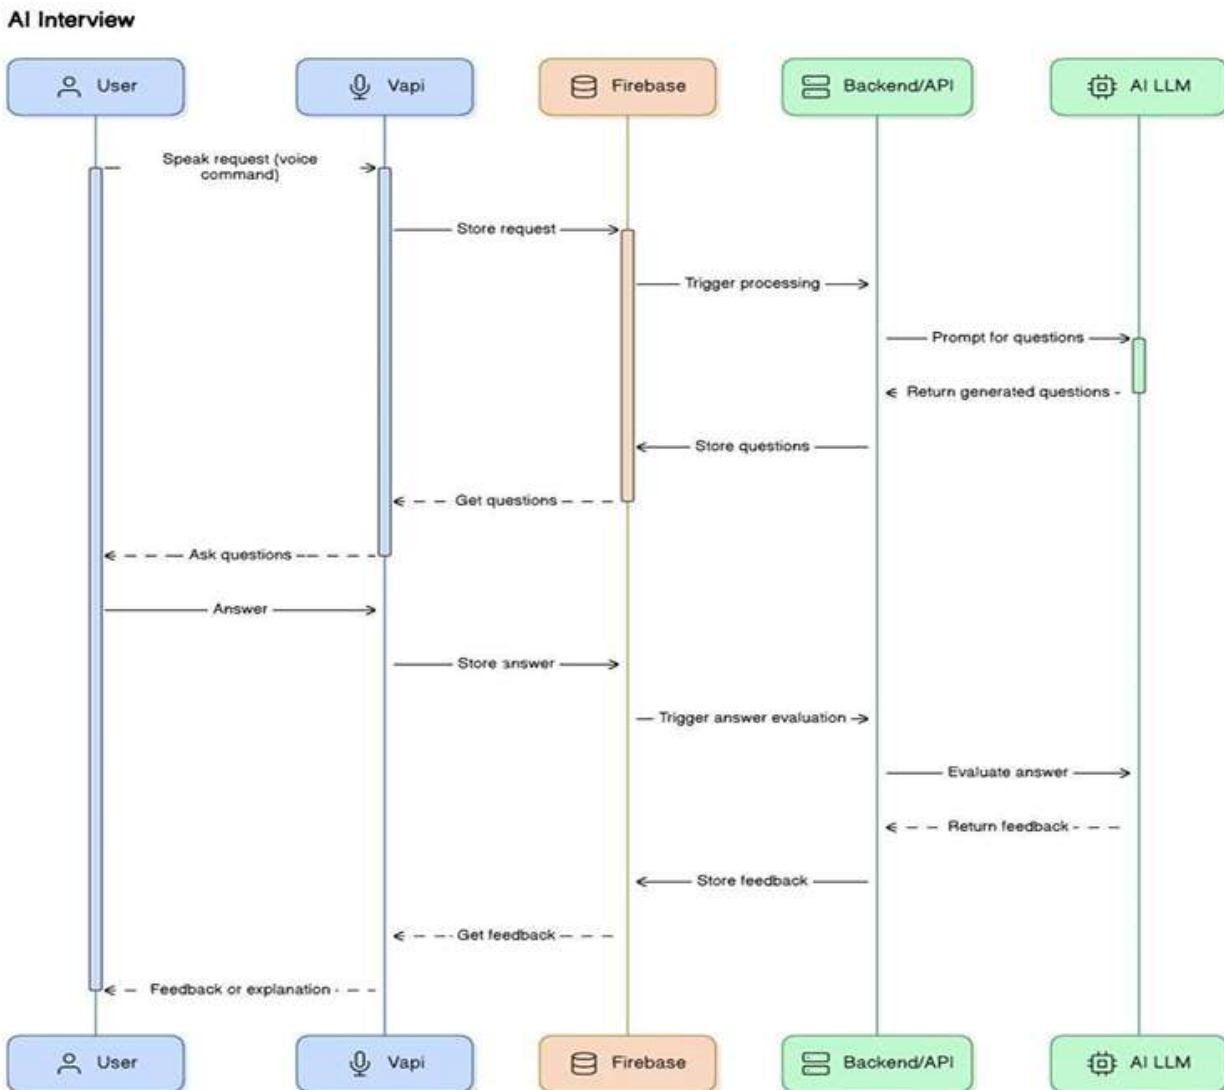 AI Interview
User
Vapi
Firebase
Backend/API
AI LLM
Speak request (voice
command)
Store request
Trigger processing
Prompt for questions
Return generated questions
Store questions
Get questions
Ask questions
Answer
Store answer
Trigger answer evaluation
Evaluate answer
Return feedback
Store feedback
Get feedback
Feedback or explanation
User
Vapi
Firebase
Backend/API
AI LLM